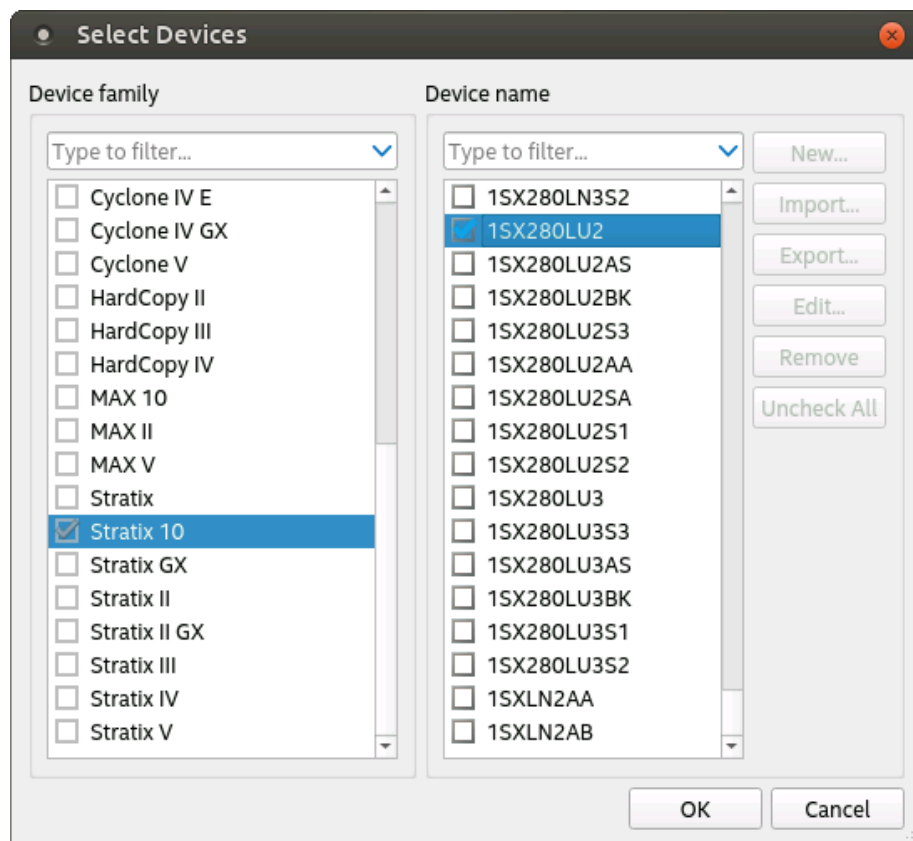 Select Devices
Device family
Type to filter...
Cyclone IV E
Cyclone IV GX
Cyclone V
HardCopy II
HardCopy III
HardCopy IV
MAX 10
MAX II
MAX V
Stratix
Stratix 10
Stratix GX
Stratix II
Stratix II GX
Stratix III
Stratix IV
Stratix V
Device name
Type to filter...
1SX280LN3S2
1SX280LU2
1SX280LU2AS
1SX280LU2BK
1SX280LU2S3
1SX280LU2AA
1SX280LU2SA
1SX280LU2S1
1SX280LU2S2
1SX280LU3
1SX280LU3S3
1SX280LU3AS
1SX280LU3BK
1SX280LU3S1
1SX280LU3S2
1SXLN2AA
1SXLN2AB
New...
Import...
Export...
Edit...
Remove
Uncheck All
OK
Cancel